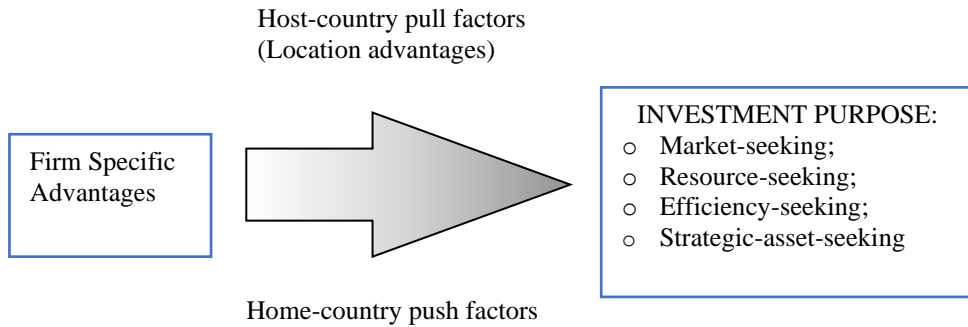 Host-country pull factors
(Location advantages)
Firm Specific
Advantages
INVESTMENT PURPOSE:
o Market-seeking;
o Resource-seeking;
o Efficiency-seeking;
o Strategic-asset-seeking
Home-country push factors